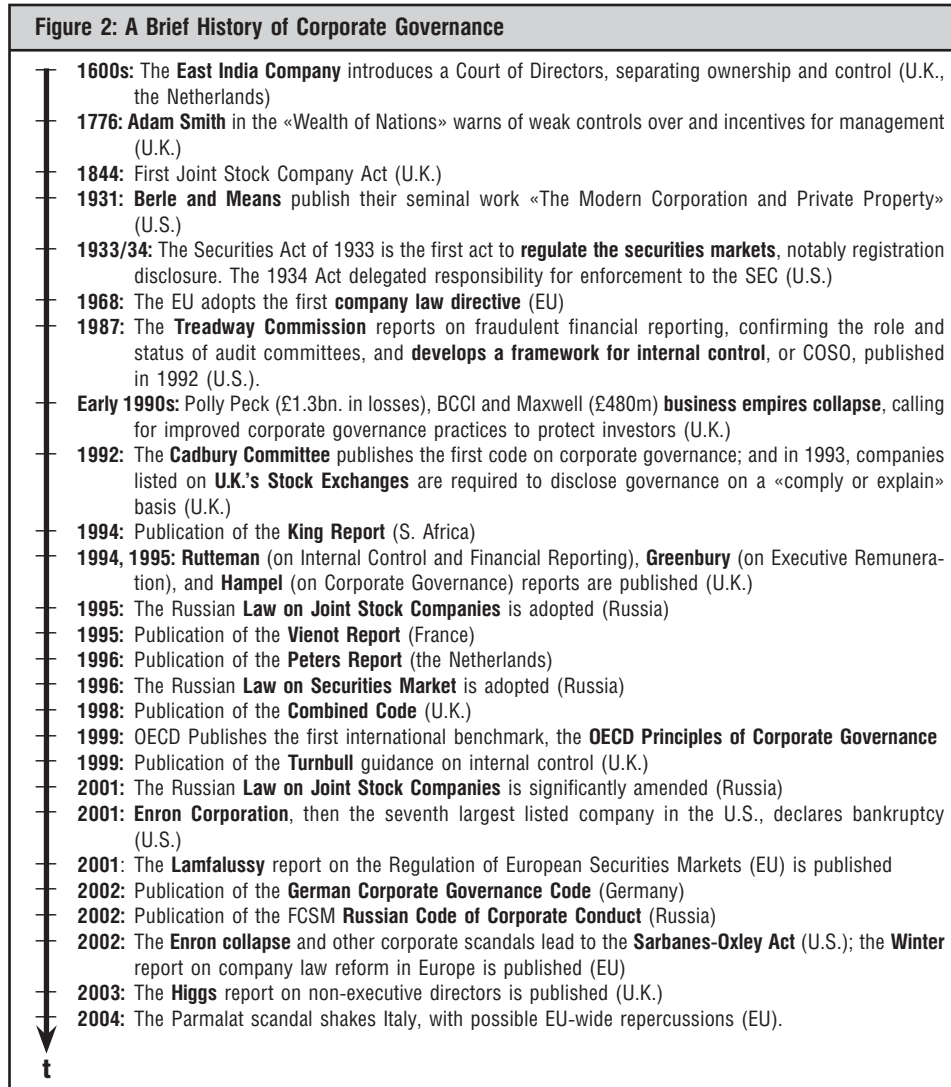 Figure 2: A Brief History of Corporate Governance
1600s: The East India Company introduces a Court of Directors, separating ownership and control (U.K.,
the Netherlands)
1776: Adam Smith in the «Wealth of Nations» warns of weak controls over and incentives for management
(U.K.)
1844: First Joint Stock Company Act (U.K.)
1931: Berle and Means publish their seminal work «The Modern Corporation and Private Property»
(U.S.)
1933/34: The Securities Act of 1933 is the first act to regulate the securities markets, notably registration
disclosure. The 1934 Act delegated responsibility for enforcement to the SEC (U.S.)
1968: The EU adopts the first company law directive (EU)
1987: The Treadway Commission reports on fraudulent financial reporting, confirming the role and
status of audit committees, and develops a framework for internal control, or COSO, published
in 1992 (U.S.).
Early 1990s: Polly Peck (£1.3bn. in losses), BCCI and Maxwell (£480m) business empires collapse, calling
for improved corporate governance practices to protect investors (U.K.)
1992: The Cadbury Committee publishes the first code on corporate governance; and in 1993, companies
listed on U.K.'s Stock Exchanges are required to disclose governance on a «comply or explain»
basis (U.K.)
1994: Publication of the King Report (S. Africa)
1994, 1995: Rutteman (on Internal Control and Financial Reporting), Greenbury (on Executive Remunera-
tion), and Hampel (on Corporate Governance) reports are published (U.K.)
1995: The Russian Law on Joint Stock Companies is adopted (Russia)
1995: Publication of the Vienot Report (France)
1996: Publication of the Peters Report (the Netherlands)
1996: The Russian Law on Securities Market is adopted (Russia)
1998: Publication of the Combined Code (U.K.)
1999: OECD Publishes the first international benchmark, the OECD Principles of Corporate Governance
1999: Publication of the Turnbull guidance on internal control (U.K.)
2001: The Russian Law on Joint Stock Companies is significantly amended (Russia)
2001: Enron Corporation, then the seventh largest listed company in the U.S., declares bankruptcy
(U.S.)
2001: The Lamfalussy report on the Regulation of European Securities Markets (EU) is published
2002: Publication of the German Corporate Governance Code (Germany)
2002: Publication of the FCSM Russian Code of Corporate Conduct (Russia)
2002: The Enron collapse and other corporate scandals lead to the Sarbanes-Oxley Act (U.S.); the Winter
report on company law reform in Europe is published (EU)
2003: The Higgs report on non-executive directors is published (U.K.)
2004: The Parmalat scandal shakes Italy, with possible EU-wide repercussions (EU).
t